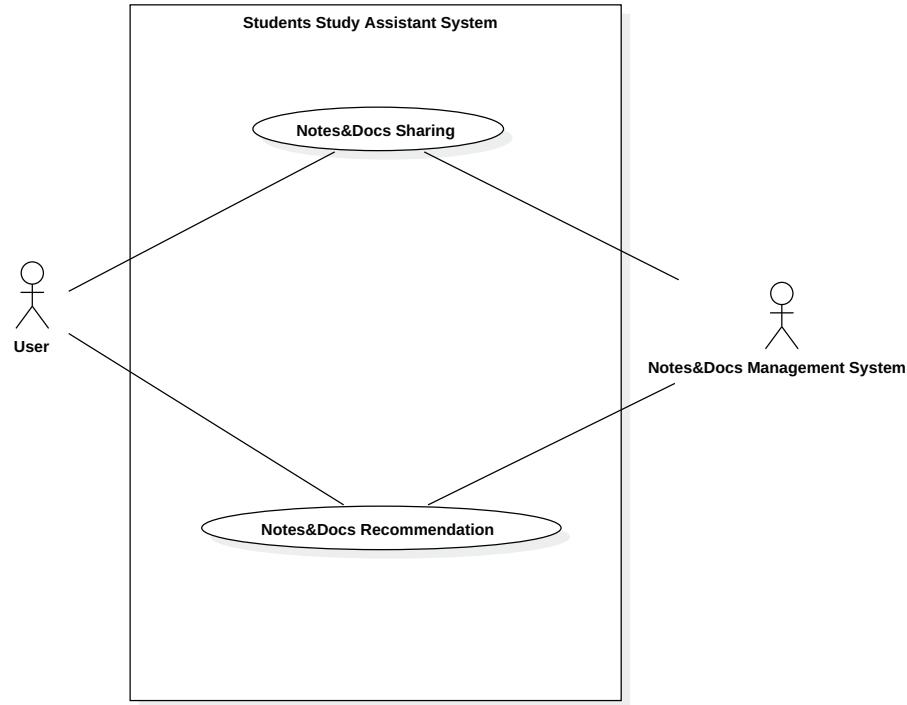 Students Study Assistant System
Notes&Docs Sharing
User
Notes&Docs Management System
Notes&Docs Recommendation